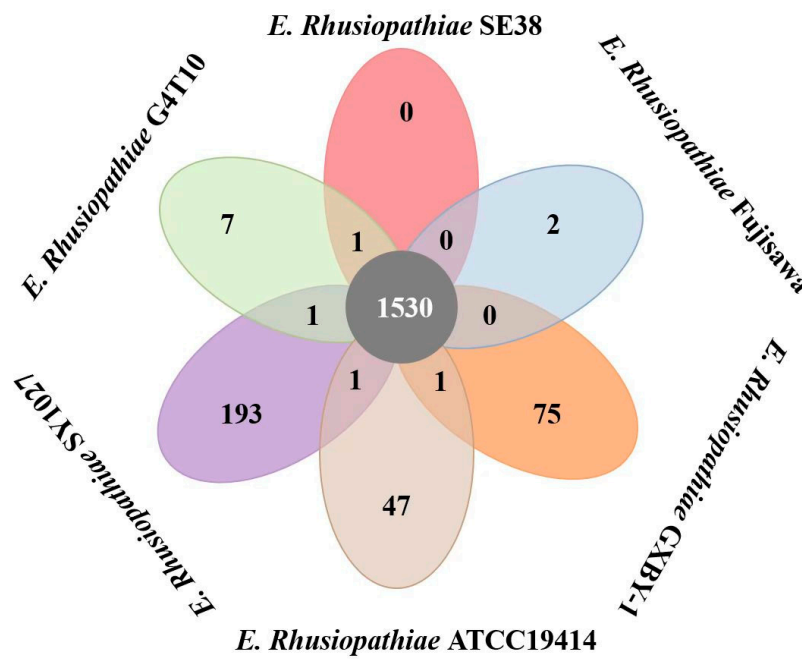 E. Rhusiopathiae SE38
E. Rhusiopathiae G4T10
E. Rhusiopathiae Fujisawa
0
7
1
0
2
1
1530
0
193
1
1
75
47
E. Rhusiopathiae SY1027
E. Rhusiopathiae GXBY-1
E. Rhusiopathiae ATCC19414